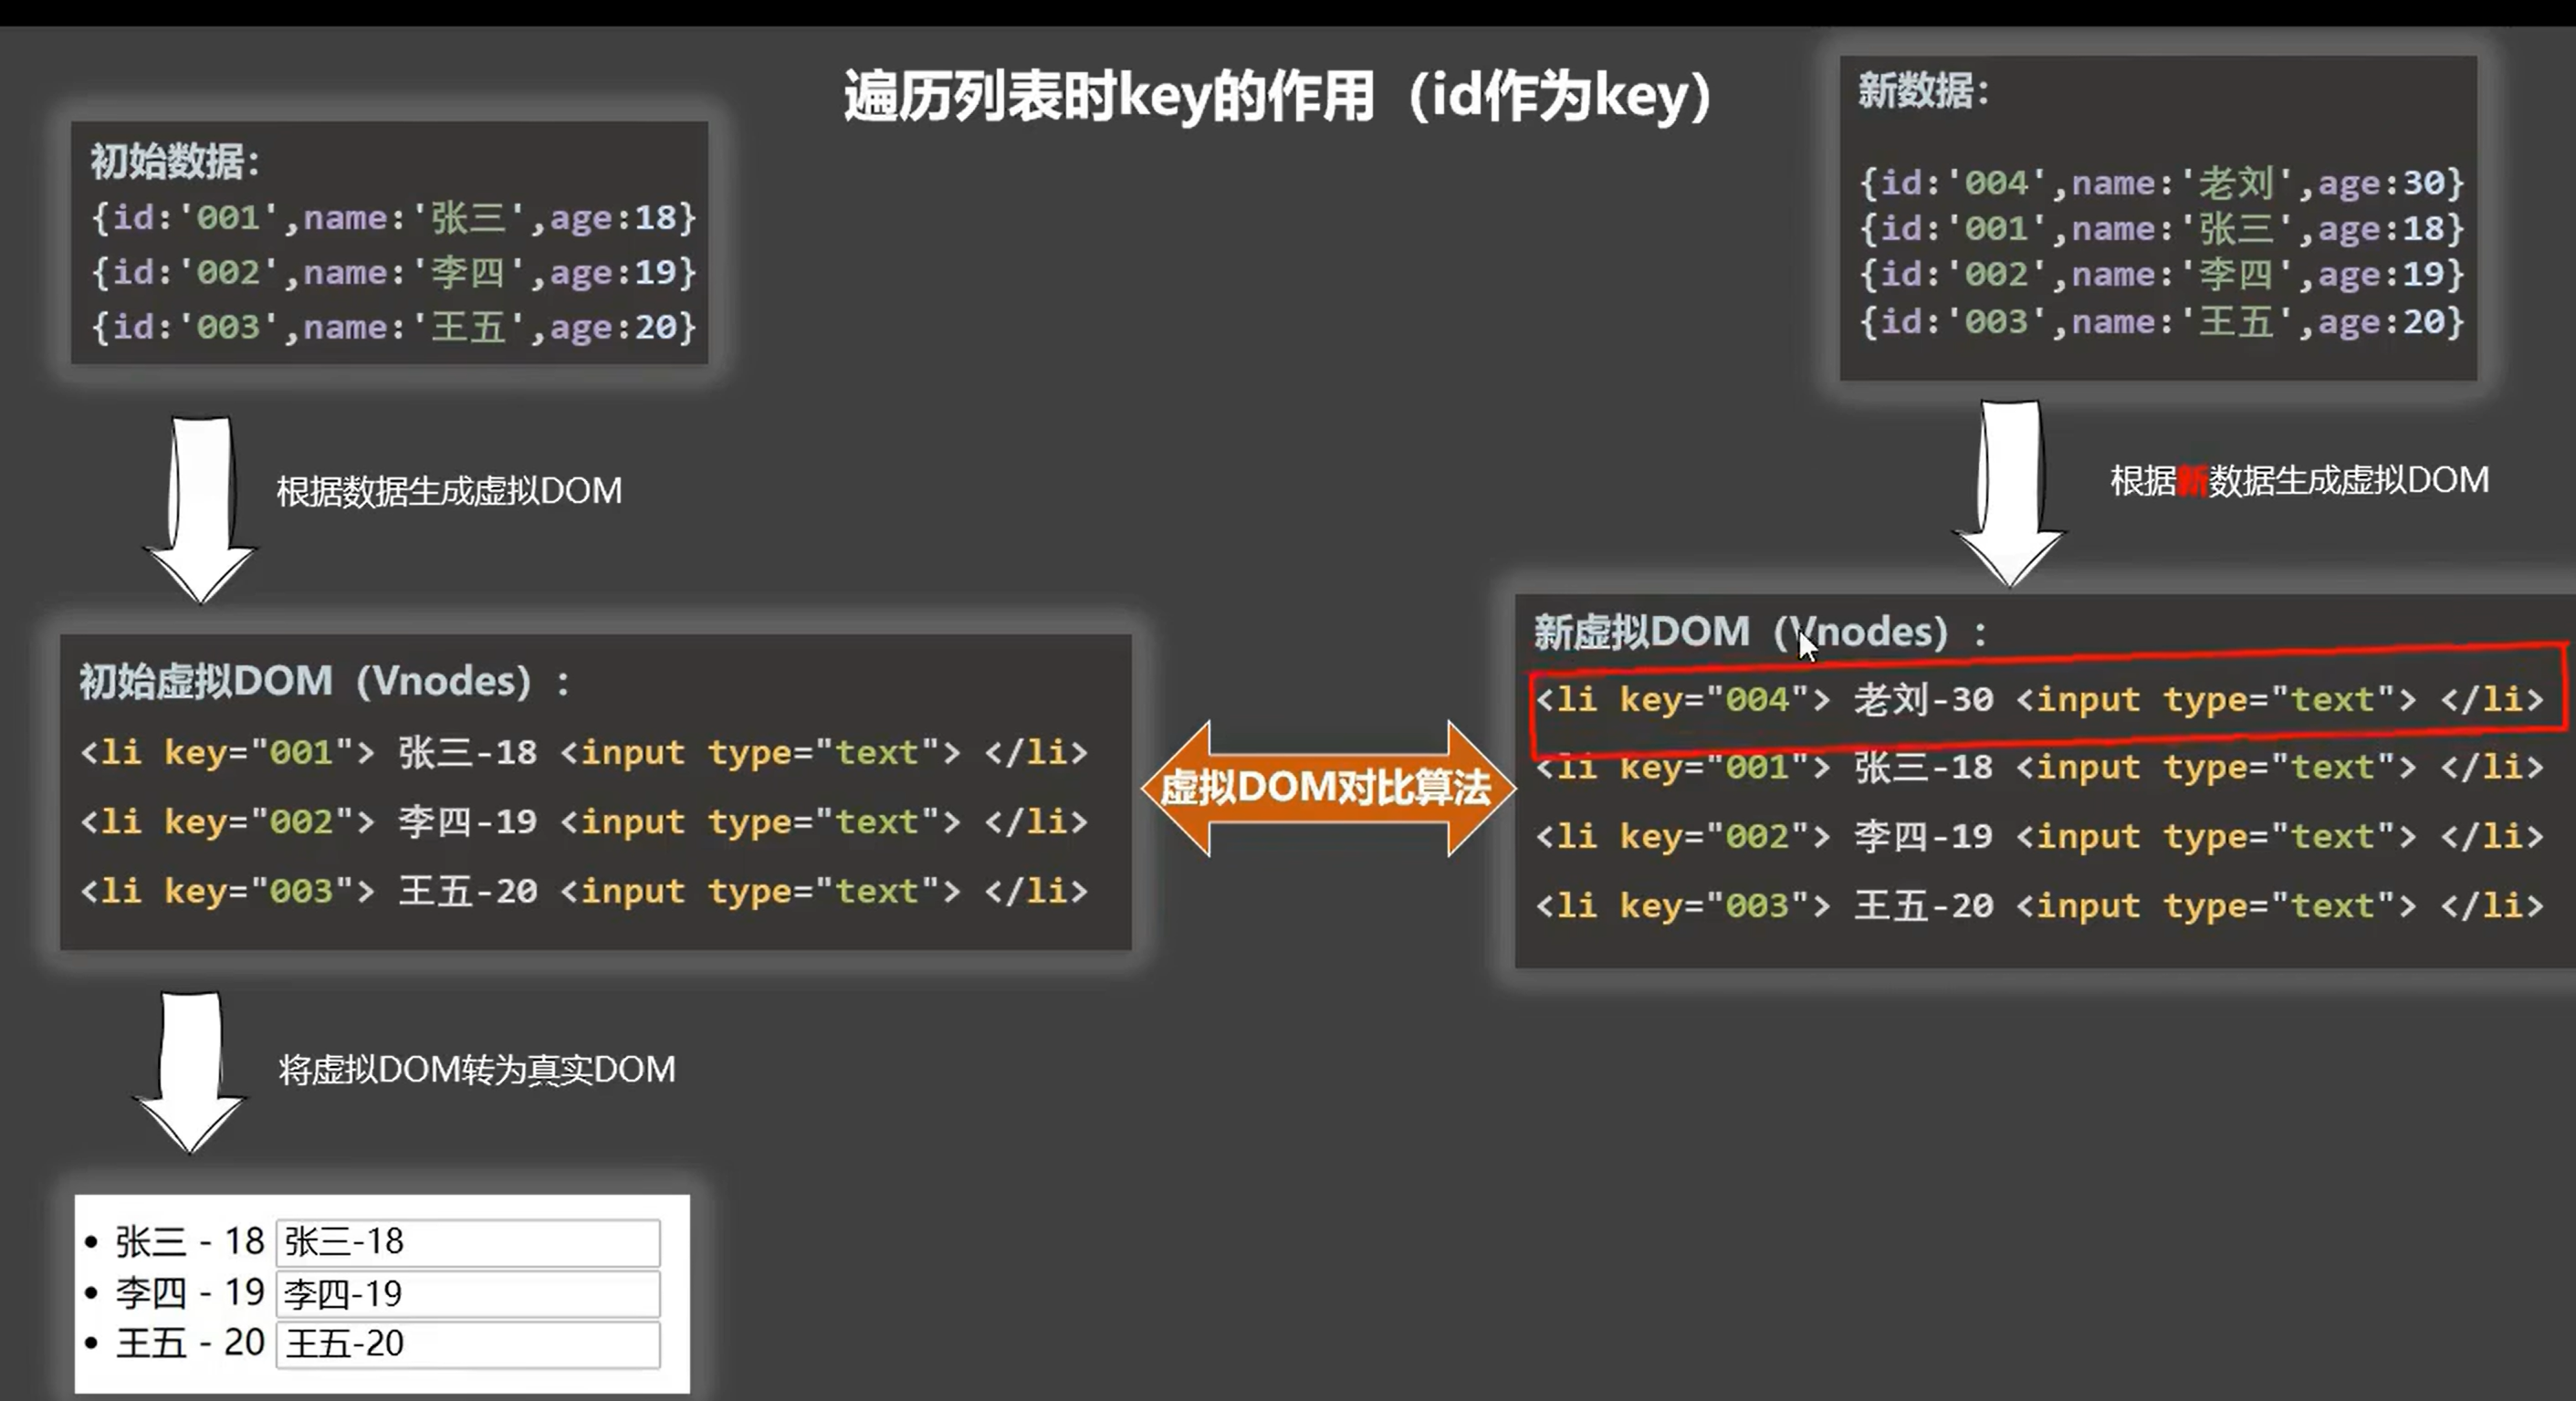 遍历列表时key的作用（id作为key）
初始数据:
{id:'001',name:'张三',age:18}
{id:'002',name:'李四',age:19}
{id:'003',name:'王五',age:20}
根据数据生成虚拟DOM
初始虚拟DOM（Vnodes）:
<li key="001"> 张三-18 <input type="text"> </li>
<li key="002"> 李四-19 <input type="text"> </li>
<li key="003"> 王五-20 <input type="text"> </li>
将虚拟DOM转为真实DOM
• 张三 - 18 张三-18
• 李四 - 19 李四-19
• 王五 - 20 王五-20
虚拟DOM对比算法
新数据:
{id:'004',name:'老刘',age:30}
{id:'001',name:'张三',age:18}
{id:'002',name:'李四',age:19}
{id:'003',name:'王五',age:20}
根据新数据生成虚拟DOM
新虚拟DOM（Vnodes）:
<li key="004"> 老刘-30 <input type="text"> </li>
<li key="001"> 张三-18 <input type="text"> </li>
<li key="002"> 李四-19 <input type="text"> </li>
<li key="003"> 王五-20 <input type="text"> </li>